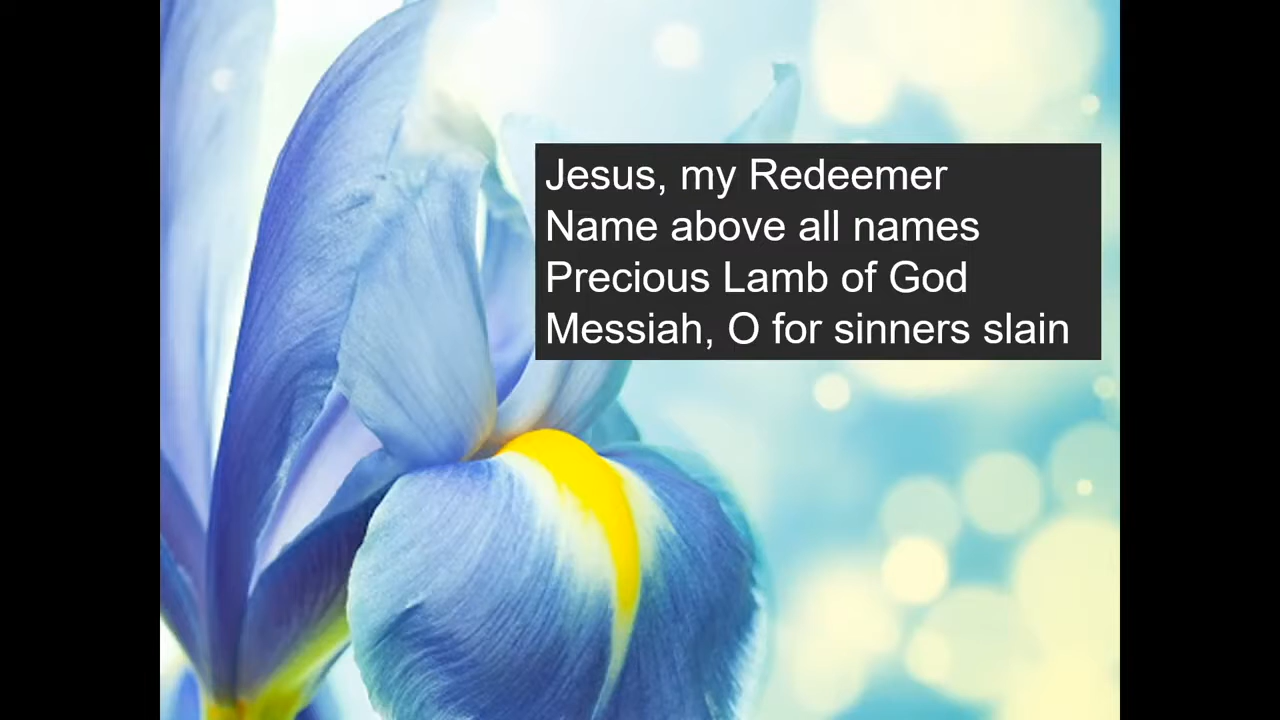 Jesus, my Redeemer
Name above all names
Precious Lamb of God
Messiah, O for sinners slain